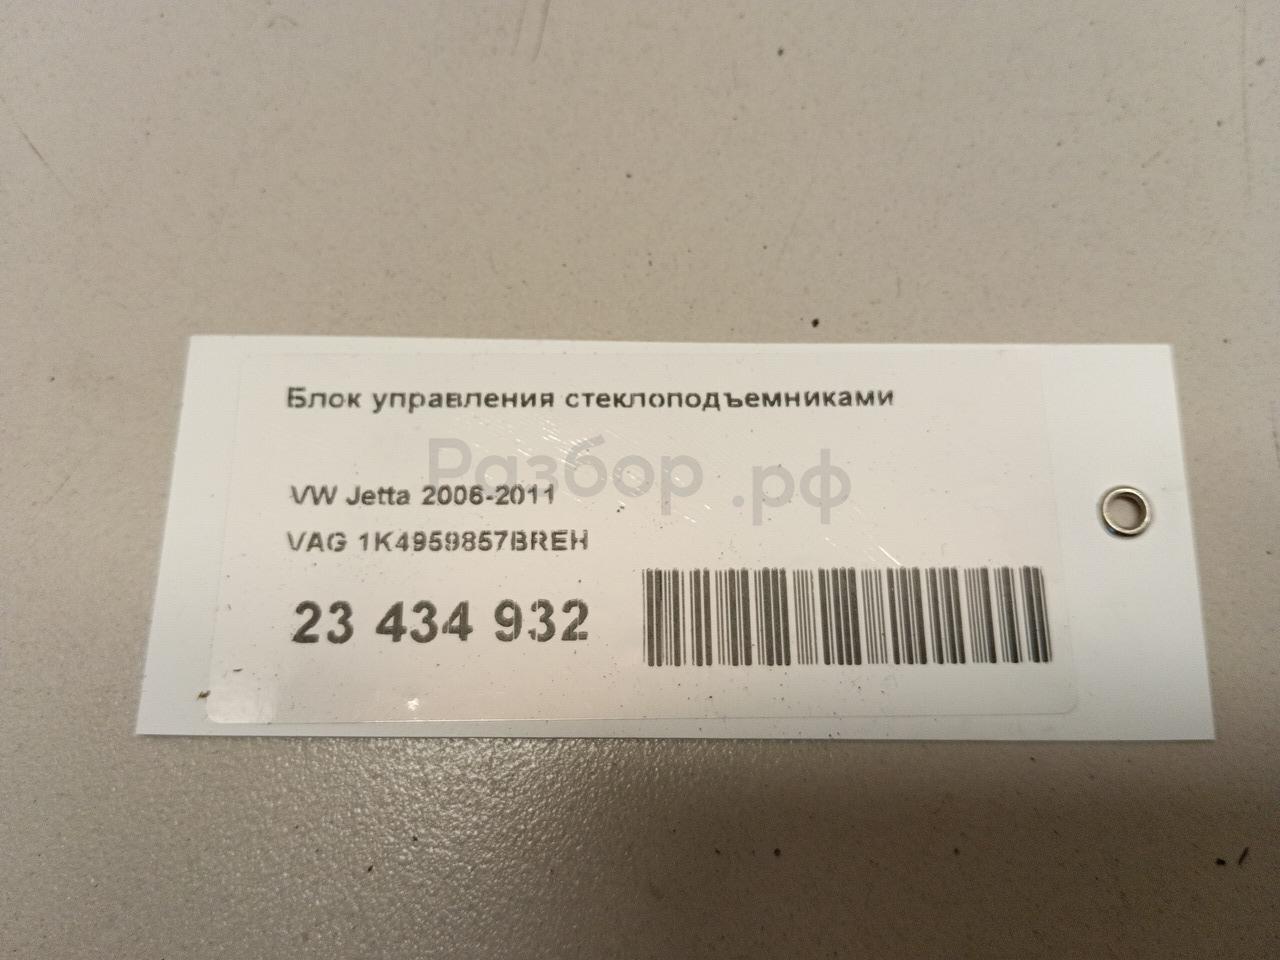 Блок управления стеклоподъемниками
Разбор.рф
VW Jetta 2006-2011
VAG 1K4959857BREH
23 434 932